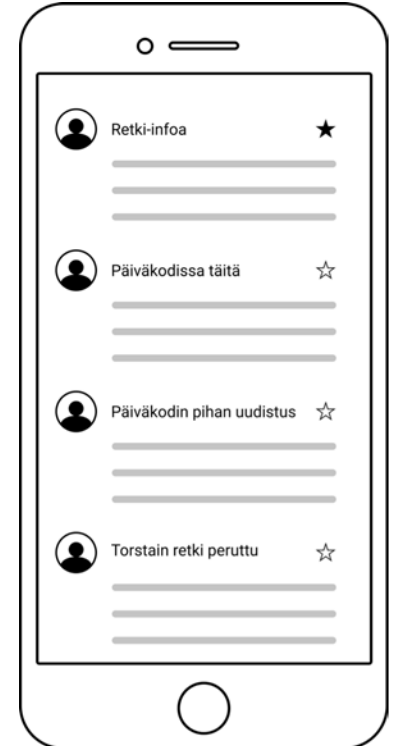 Retki-infoa
Päiväkodissa täitä
Päiväkodin pihan uudistus
Torstain retki peruttu